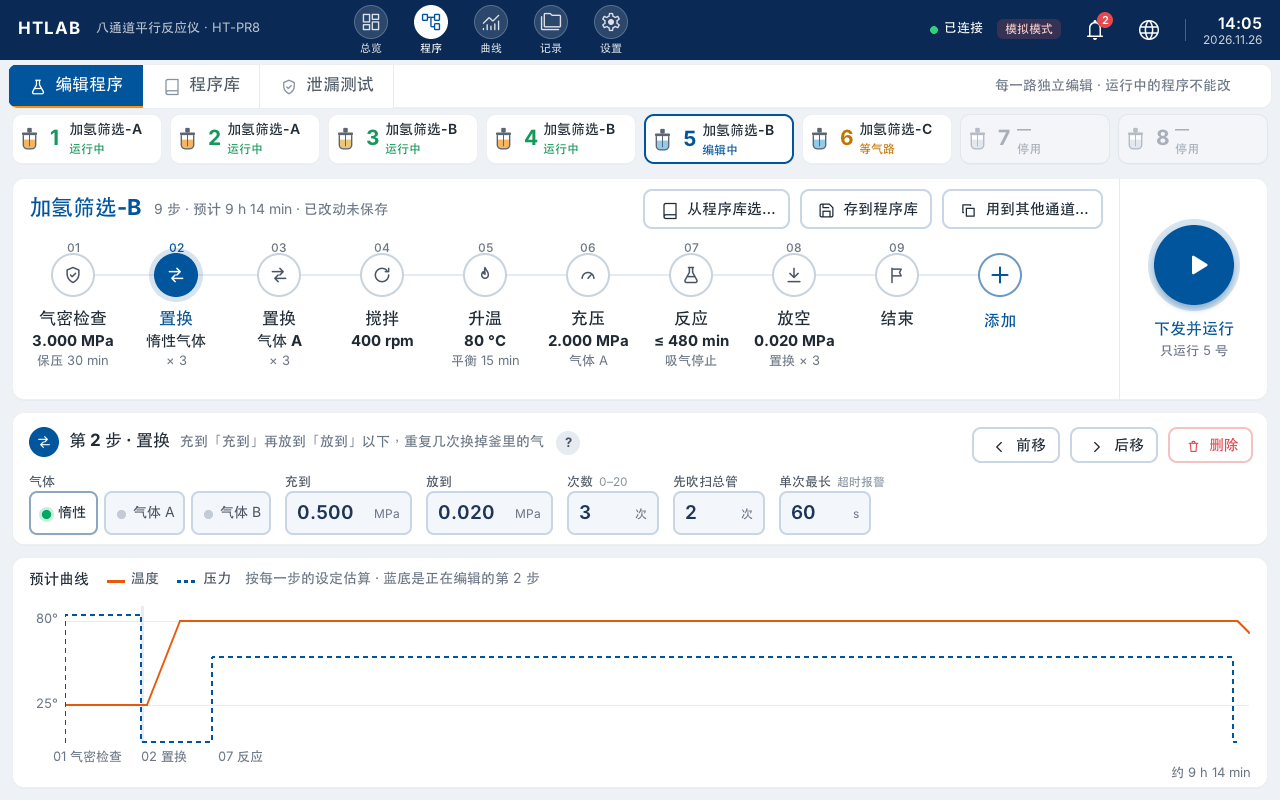 HTLAB 八通道平行反应仪 · HT-PR8
总览 程序 曲线 记录 设置
已连接 模拟模式 2 14:05
2026.11.26
编辑程序 程序库 泄漏测试 每一路独立编辑 · 运行中的程序不能改
1 加氢筛选-A 运行中
2 加氢筛选-A 运行中
3 加氢筛选-B 运行中
4 加氢筛选-B 运行中
5 加氢筛选-B 编辑中
6 加氢筛选-C 等气路
7 — 停用
8 — 停用
加氢筛选-B 9 步 · 预计 9 h 14 min · 已改动未保存 从程序库选... 存到程序库 用到其他通道...
01 02 03 04 05 06 07 08 09
气密检查 置换 置换 搅拌 升温 充压 反应 放空 结束 添加
3.000 MPa 惰性气体 气体 A 400 rpm 80 °C 2.000 MPa ≤ 480 min 0.020 MPa
保压 30 min × 3 × 3 平衡 15 min 气体 A 吸气停止 置换 × 3
下发并运行
只运行 5 号
第 2 步 · 置换 充到「充到」再放到「放到」以下，重复几次换掉釜里的气 ? 前移 后移 删除
气体 充到 放到 次数 0–20 先吹扫总管 单次最长 超时报警
惰性 气体 A 气体 B 0.500 MPa 0.020 MPa 3 次 2 次 60 s
预计曲线 温度 压力 按每一步的设定估算 · 蓝底是正在编辑的第 2 步
80°
25°
01 气密检查 02 置换 07 反应
约 9 h 14 min